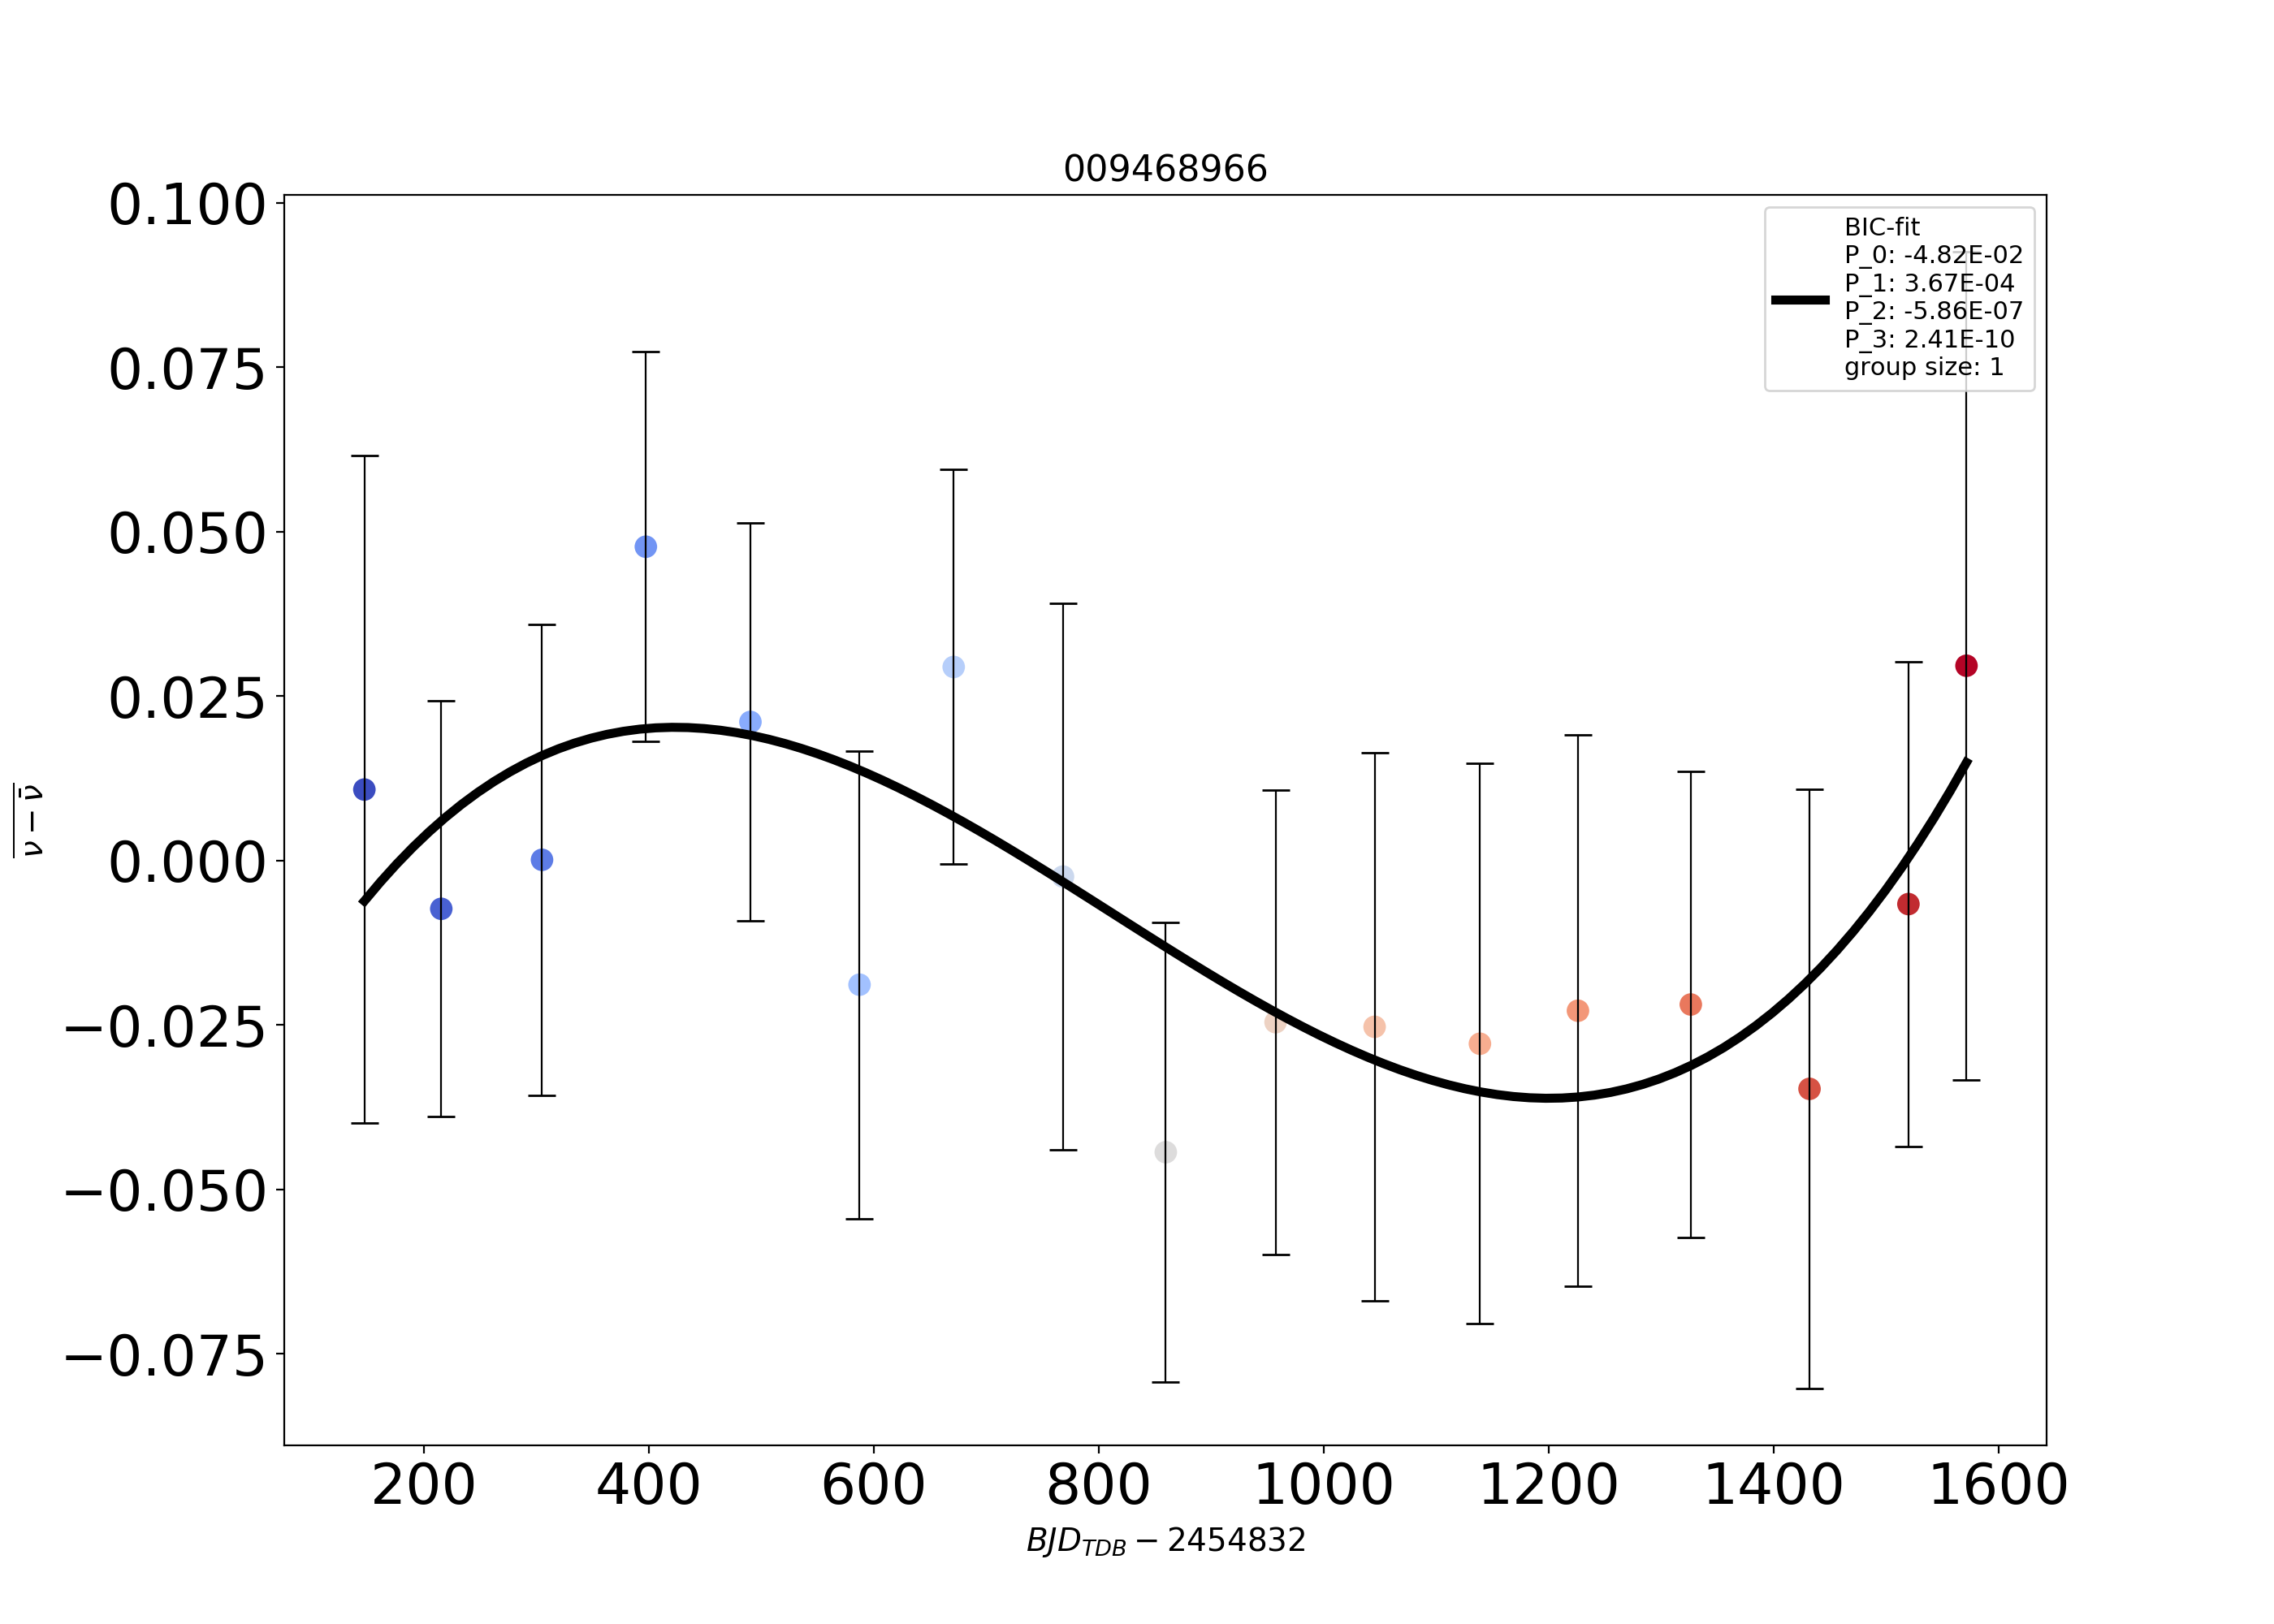 009468966
0.100
0.075
0.050
0.025
0.000
−0.025
−0.050
−0.075
ν − ν̄
BIC-fit
P_0: -4.82E-02
P_1: 3.67E-04
P_2: -5.86E-07
P_3: 2.41E-10
group size: 1
200 400 600 800 1000 1200 1400 1600
BJD_TDB − 2454832